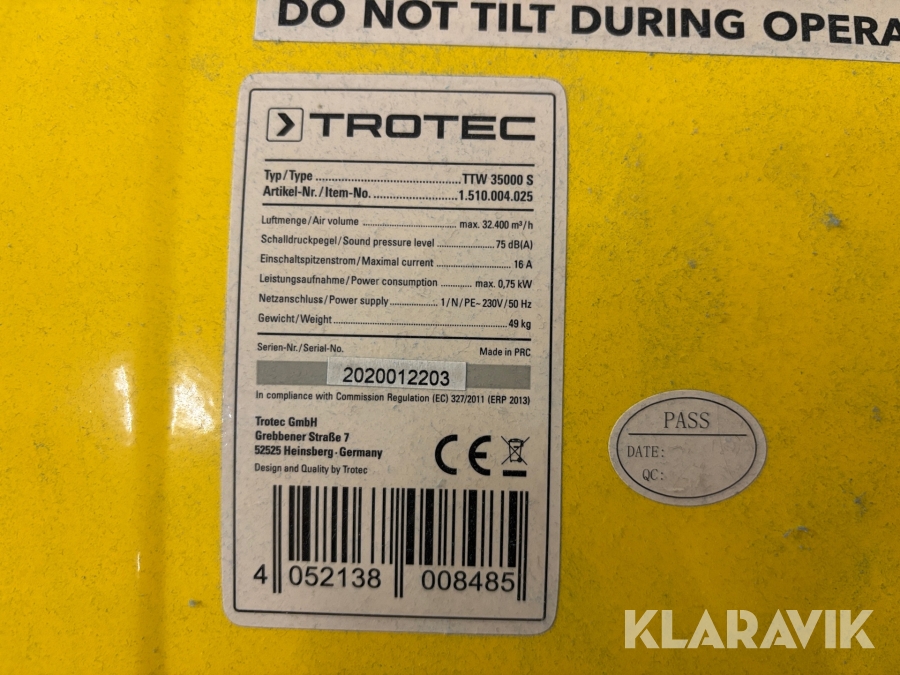 DO NOT TILT DURING OPERA
TROTEC
Typ/Type ........ TTW 35000 S
Artikel-Nr./Item-No. ........ 1.510.004.025
Luftmenge/Air volume ........ max. 32.400 m³/h
Schalldruckpegel/Sound pressure level ........ 75 dB(A)
Einschaltspitzenstrom/Maximal current ........ 16 A
Leistungsaufnahme/Power consumption ........ max. 0,75 kW
Netzanschluss/Power supply ........ 1/N/PE~ 230V/50 Hz
Gewicht/Weight ........ 49 kg
Serien-Nr./Serial-No. Made in PRC
2020012203
In compliance with Commission Regulation (EC) 327/2011 (ERP 2013)
Trotec GmbH
Grebbener Straße 7
52525 Heinsberg · Germany
Design and Quality by Trotec
CE
4 052138 008485
PASS
DATE:
QC:
KLARAVIK